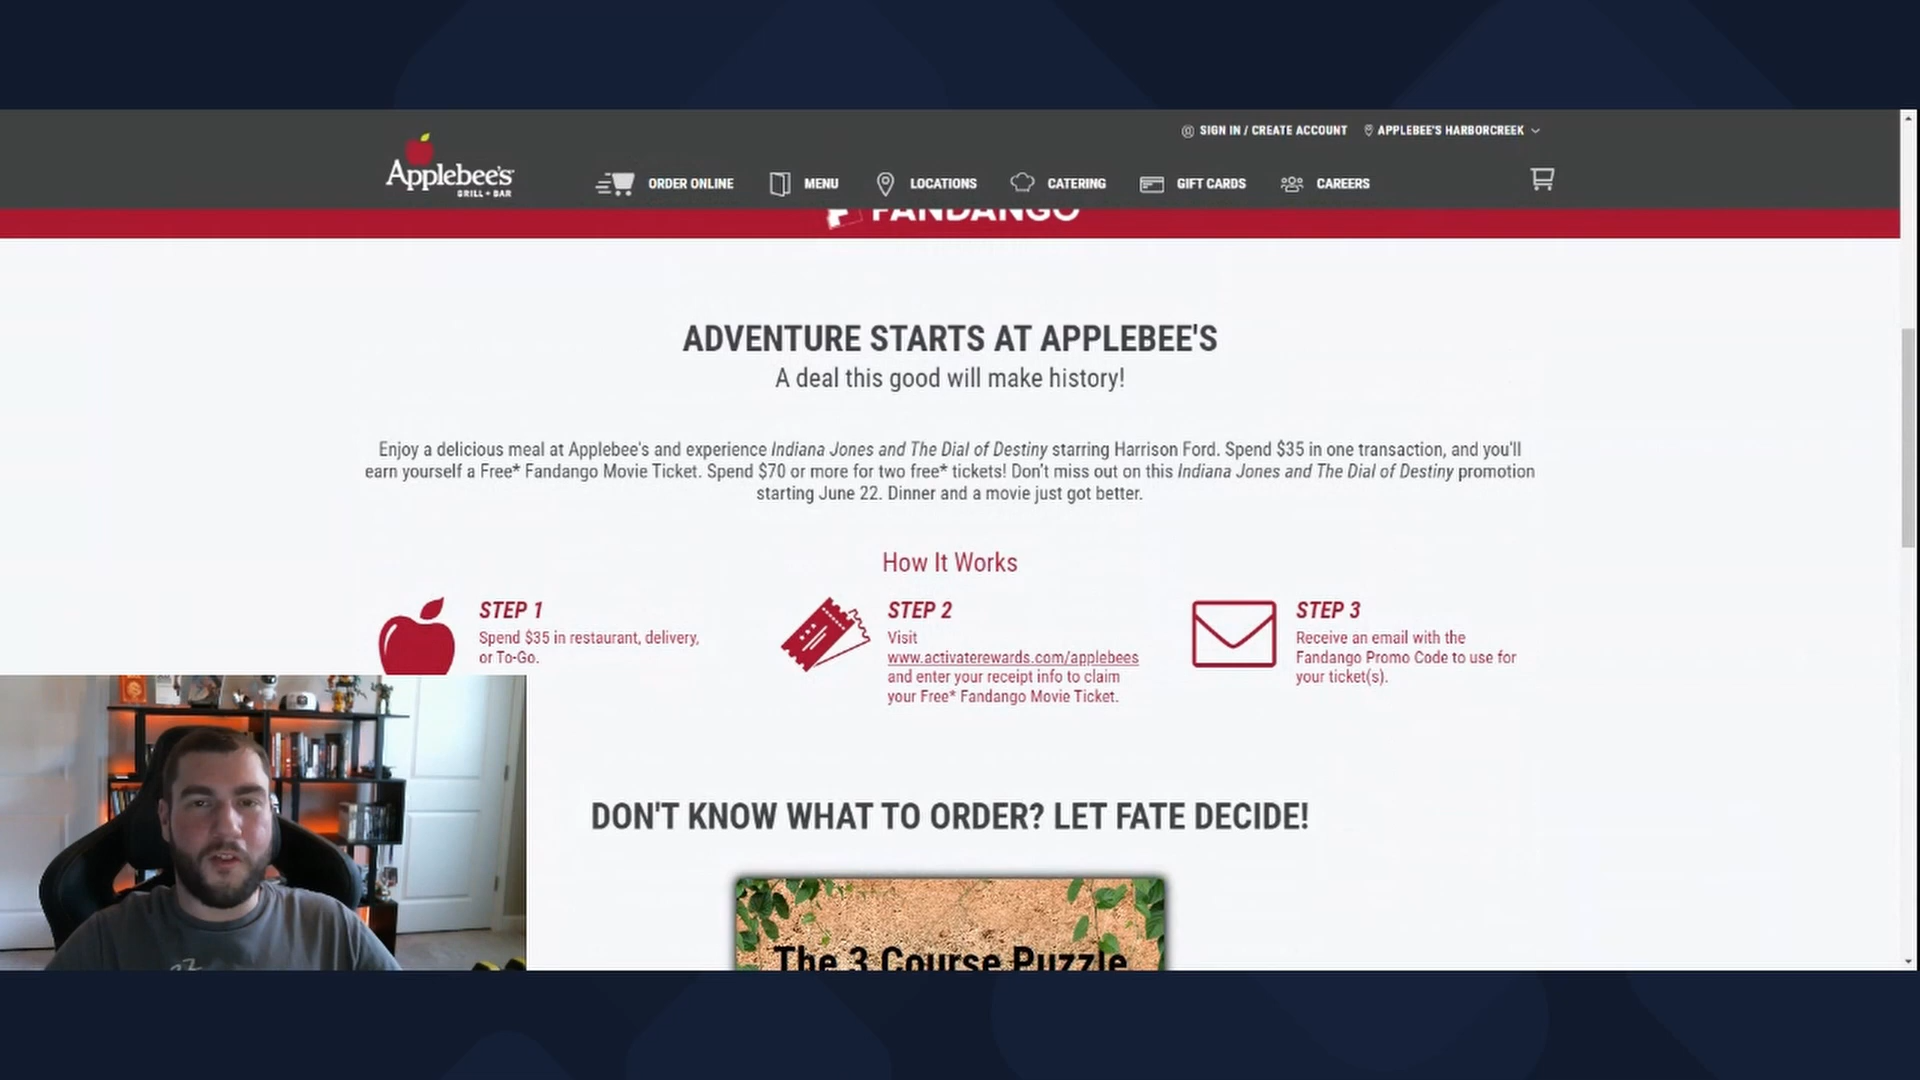 SIGN IN / CREATE ACCOUNT APPLEBEE'S HARBORCREEK
Applebee's
GRILL + BAR
ORDER ONLINE MENU LOCATIONS CATERING GIFT CARDS CAREERS
FANDANGO
ADVENTURE STARTS AT APPLEBEE'S
A deal this good will make history!
Enjoy a delicious meal at Applebee's and experience Indiana Jones and The Dial of Destiny starring Harrison Ford. Spend $35 in one transaction, and you'll
earn yourself a Free* Fandango Movie Ticket. Spend $70 or more for two free* tickets! Don't miss out on this Indiana Jones and The Dial of Destiny promotion
starting June 22. Dinner and a movie just got better.
How It Works
STEP 1
Spend $35 in restaurant, delivery,
or To-Go.
STEP 2
Visit
www.activaterewards.com/applebees
and enter your receipt info to claim
your Free* Fandango Movie Ticket.
STEP 3
Receive an email with the
Fandango Promo Code to use for
your ticket(s).
DON'T KNOW WHAT TO ORDER? LET FATE DECIDE!
The 3 Course Puzzle